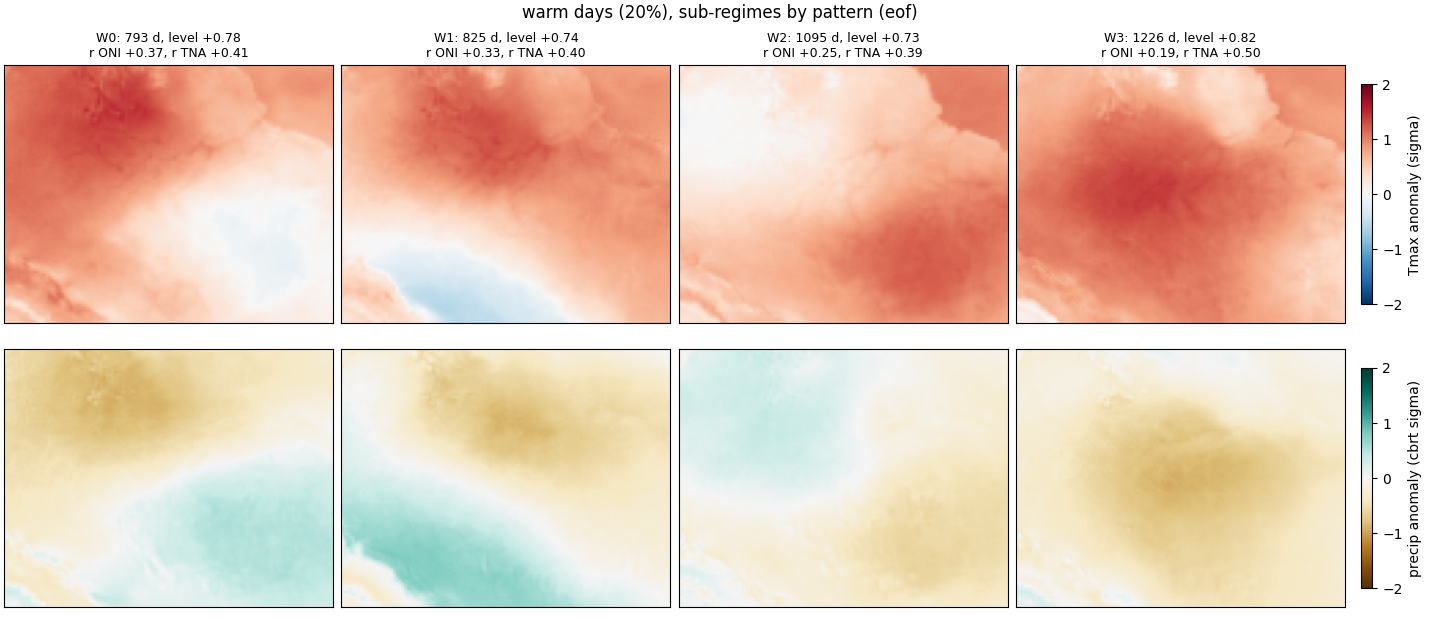 warm days (20%), sub-regimes by pattern (eof)
W0: 793 d, level +0.78
r ONI +0.37, r TNA +0.41
W1: 825 d, level +0.74
r ONI +0.33, r TNA +0.40
W2: 1095 d, level +0.73
r ONI +0.25, r TNA +0.39
W3: 1226 d, level +0.82
r ONI +0.19, r TNA +0.50
2
1
0
−1
−2
Tmax anomaly (sigma)
2
1
0
−1
−2
precip anomaly (cbrt sigma)